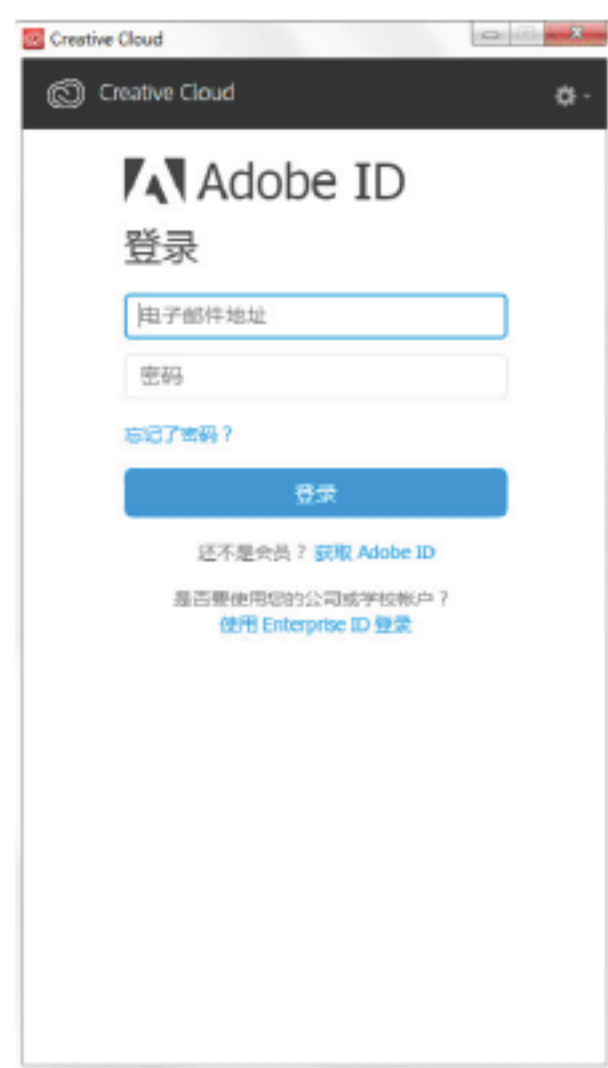 Creative Cloud
Creative Cloud
Adobe ID
登录
电子邮件地址
密码
忘记了密码？
登录
还不是会员？获取 Adobe ID
是否要使用您的公司或学校帐户？
使用 Enterprise ID 登录